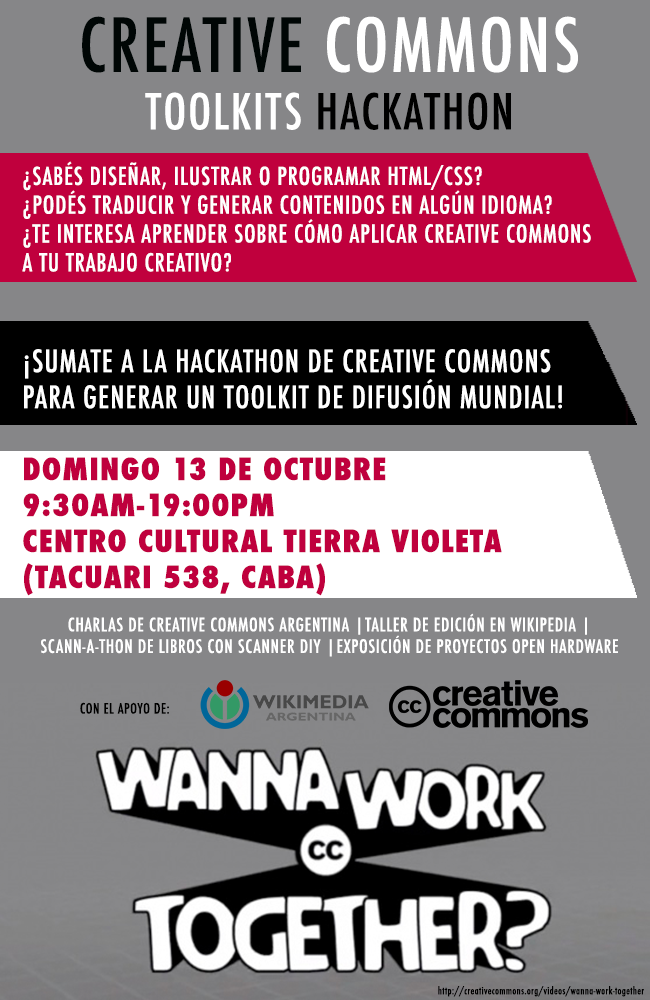 CREATIVE COMMONS
TOOLKITS HACKATHON
¿SABÉS DISEÑAR, ILUSTRAR O PROGRAMAR HTML/CSS?
¿PODÉS TRADUCIR Y GENERAR CONTENIDOS EN ALGÚN IDIOMA?
¿TE INTERESA APRENDER SOBRE CÓMO APLICAR CREATIVE COMMONS
A TU TRABAJO CREATIVO?
¡SUMATE A LA HACKATHON DE CREATIVE COMMONS
PARA GENERAR UN TOOLKIT DE DIFUSIÓN MUNDIAL!
DOMINGO 13 DE OCTUBRE
9:30AM-19:00PM
CENTRO CULTURAL TIERRA VIOLETA
(TACUARI 538, CABA)
CHARLAS DE CREATIVE COMMONS ARGENTINA | TALLER DE EDICIÓN EN WIKIPEDIA |
SCANN-A-THON DE LIBROS CON SCANNER DIY | EXPOSICIÓN DE PROYECTOS OPEN HARDWARE
CON EL APOYO DE:
WIKIMEDIA
ARGENTINA
cc creative
commons
WANNA WORK
CC
TOGETHER?
http://creativecommons.org/videos/wanna-work-together